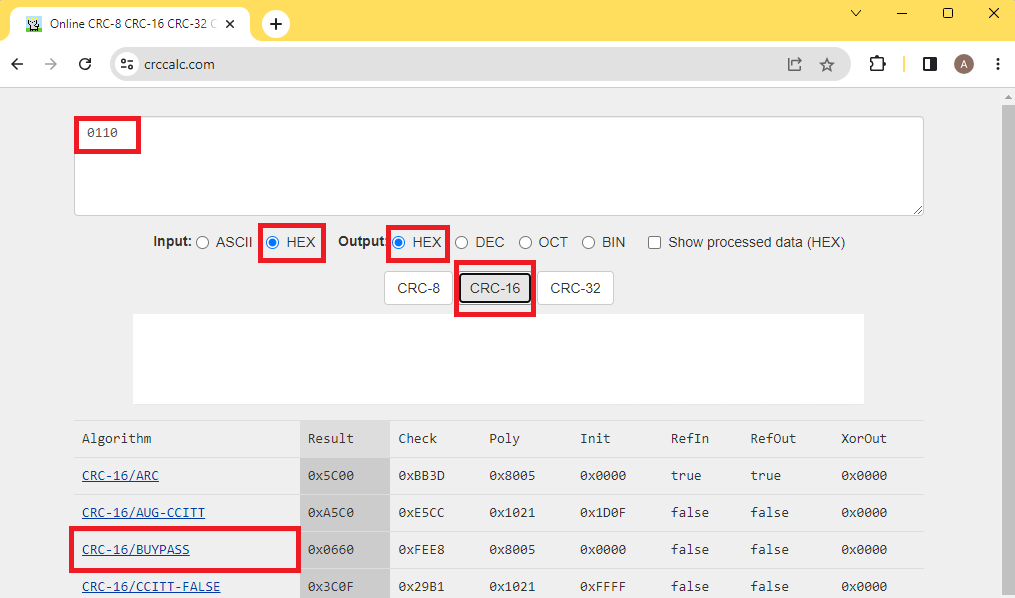 Online CRC-8 CRC-16 CRC-32 C
crccalc.com
A
0110
Input: ASCII HEX Output: HEX DEC OCT BIN Show processed data (HEX)
CRC-8 CRC-16 CRC-32
Algorithm Result Check Poly Init RefIn RefOut XorOut
CRC-16/ARC 0x5C00 0xBB3D 0x8005 0x0000 true true 0x0000
CRC-16/AUG-CCITT 0xA5C0 0xE5CC 0x1021 0x1D0F false false 0x0000
CRC-16/BUYPASS 0x0660 0xFEE8 0x8005 0x0000 false false 0x0000
CRC-16/CCITT-FALSE 0x3C0F 0x29B1 0x1021 0xFFFF false false 0x0000